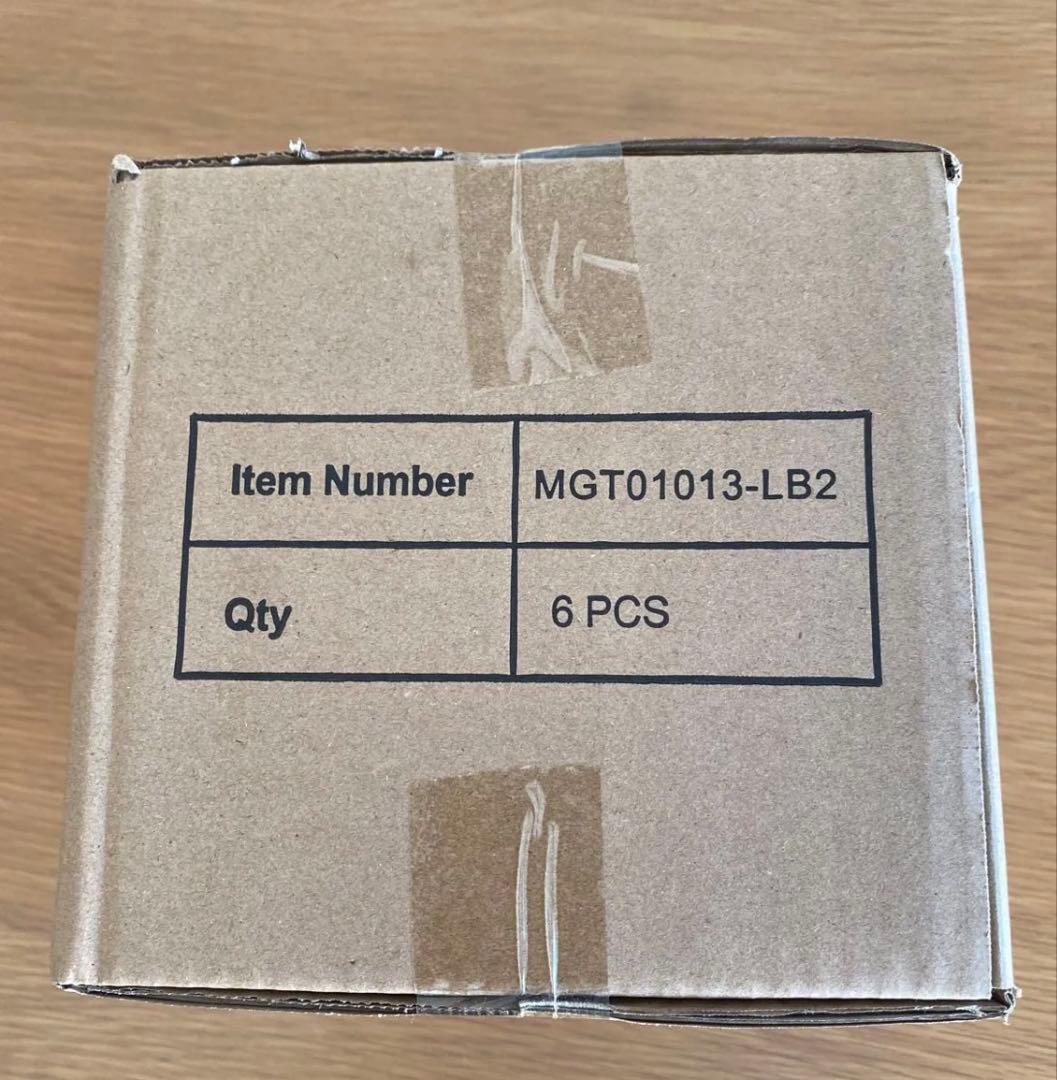 Item Number MGT01013-LB2
Qty 6 PCS